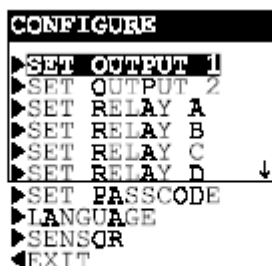 CONFIGURE
SET OUTPUT 1
SET OUTPUT 2
SET RELAY A
SET RELAY B
SET RELAY C
SET RELAY D
SET PASSCODE
LANGUAGE
SENSOR
EXIT